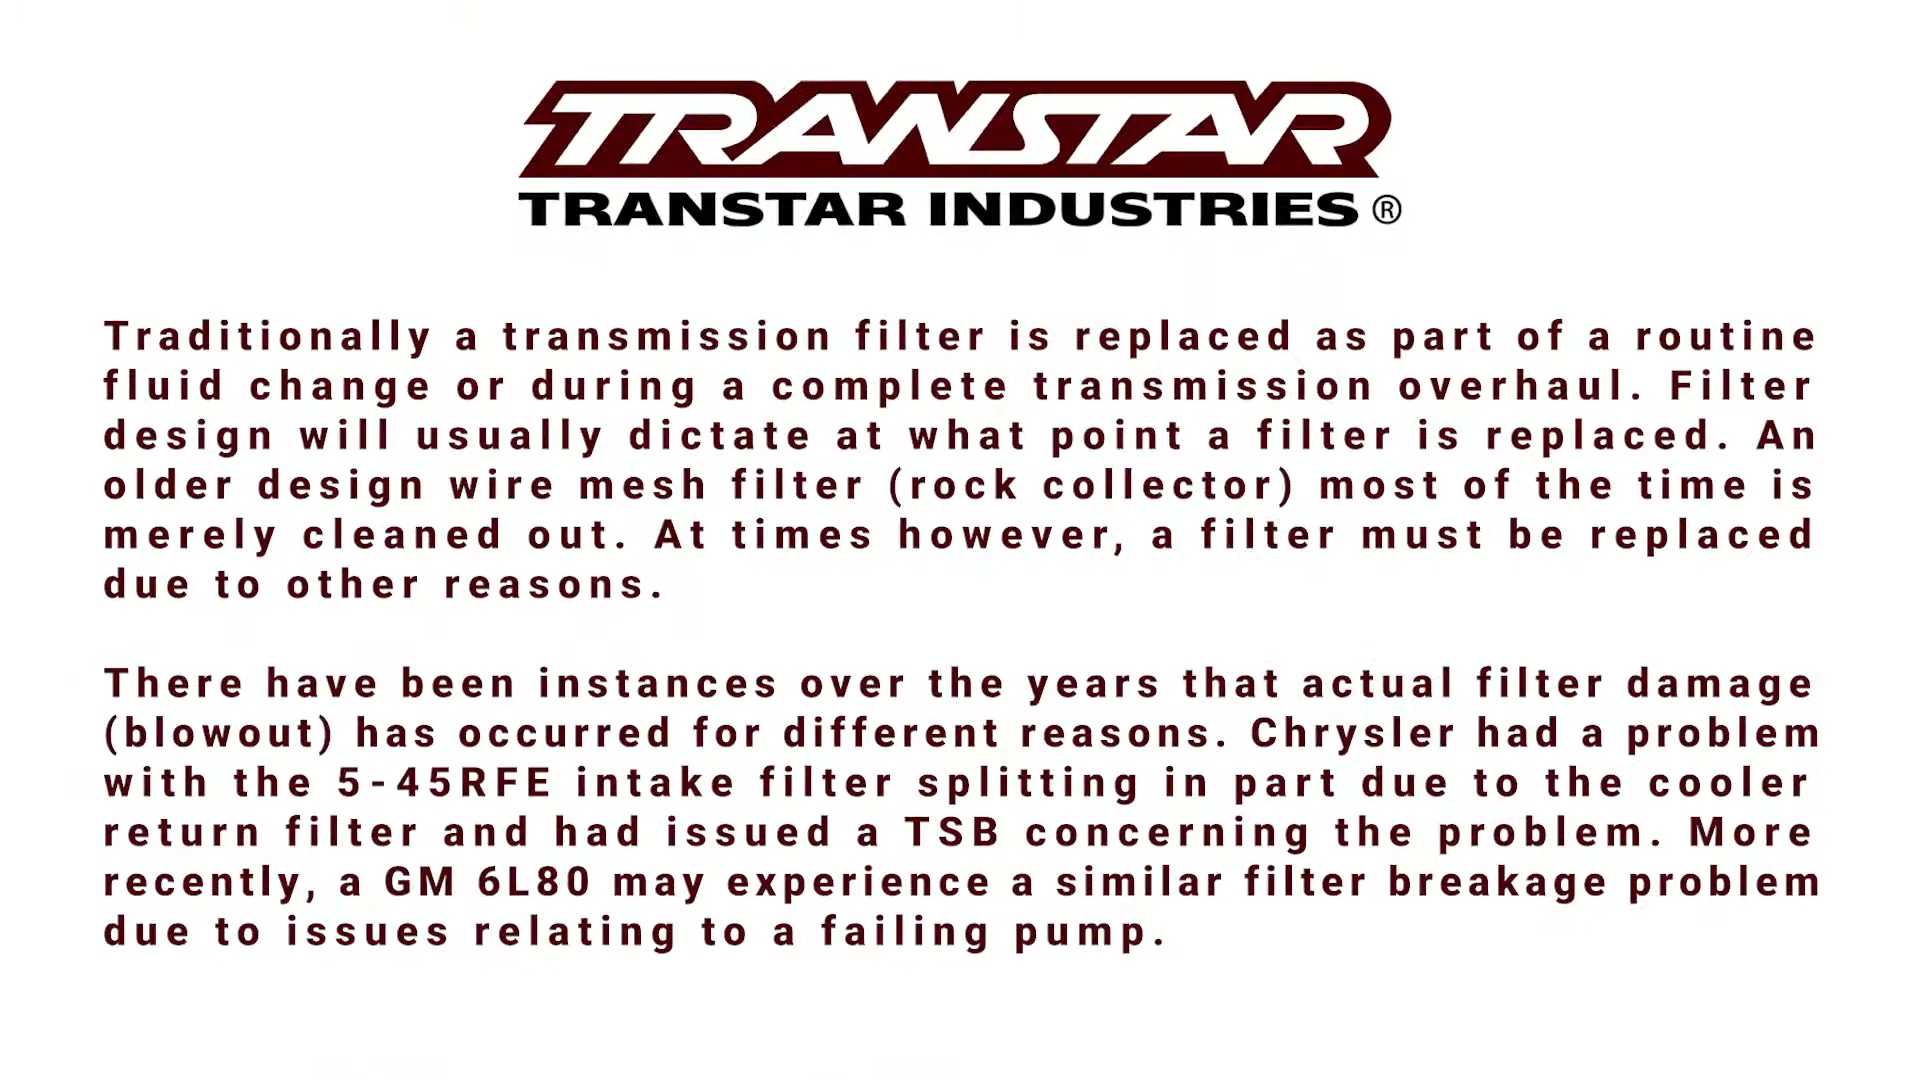 TRANSTAR
TRANSTAR INDUSTRIES ®
Traditionally a transmission filter is replaced as part of a routine
fluid change or during a complete transmission overhaul. Filter
design will usually dictate at what point a filter is replaced. An
older design wire mesh filter (rock collector) most of the time is
merely cleaned out. At times however, a filter must be replaced
due to other reasons.
There have been instances over the years that actual filter damage
(blowout) has occurred for different reasons. Chrysler had a problem
with the 5-45RFE intake filter splitting in part due to the cooler
return filter and had issued a TSB concerning the problem. More
recently, a GM 6L80 may experience a similar filter breakage problem
due to issues relating to a failing pump.